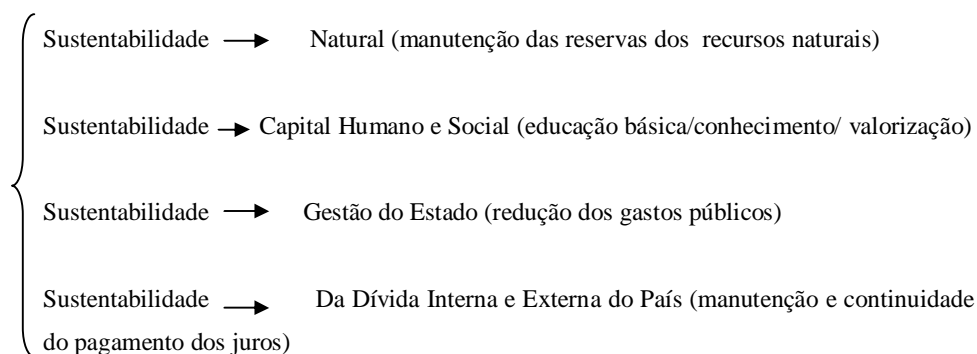 Sustentabilidade → Natural (manutenção das reservas dos recursos naturais)
Sustentabilidade → Capital Humano e Social (educação básica/conhecimento/ valorização)
Sustentabilidade → Gestão do Estado (redução dos gastos públicos)
Sustentabilidade → Da Dívida Interna e Externa do País (manutenção e continuidade
do pagamento dos juros)